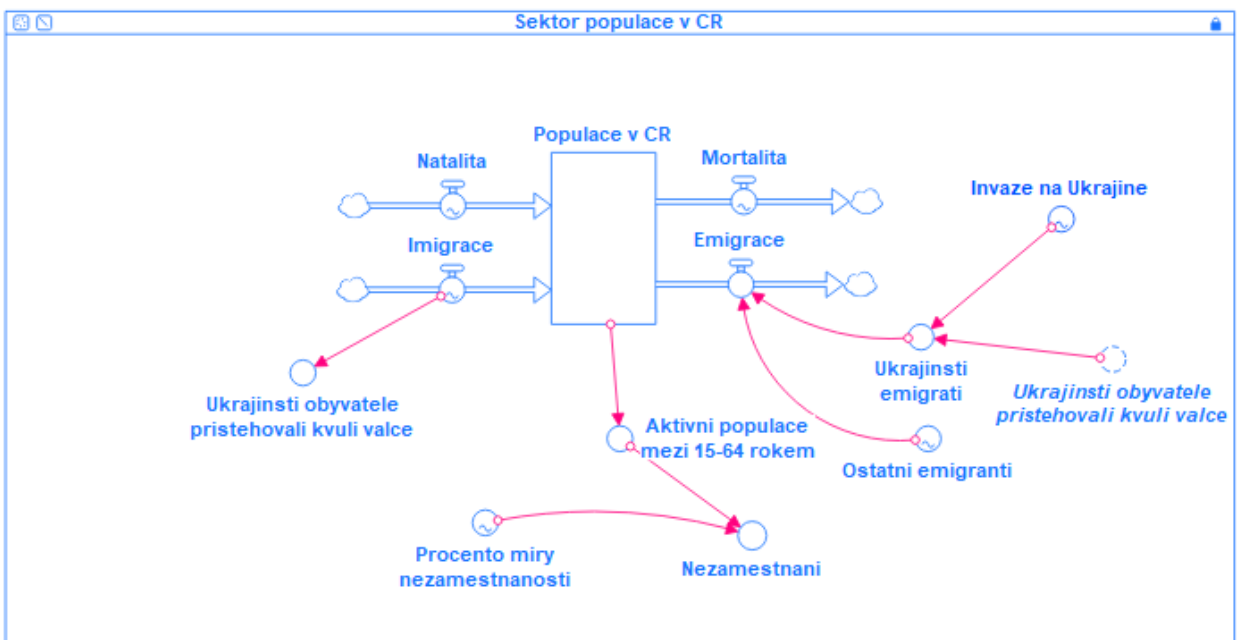 Sektor populace v CR
Populace v CR
Natalita
Mortalita
Invaze na Ukrajine
Imigrace
Emigrace
Ukrajinsti
emigrati
Ukrajinsti obyvatele
pristehovali kvuli valce
Ukrajinsti obyvatele
pristehovali kvuli valce
Aktivni populace
mezi 15-64 rokem
Ostatni emigranti
Procento miry
nezamestnanosti
Nezamestnani